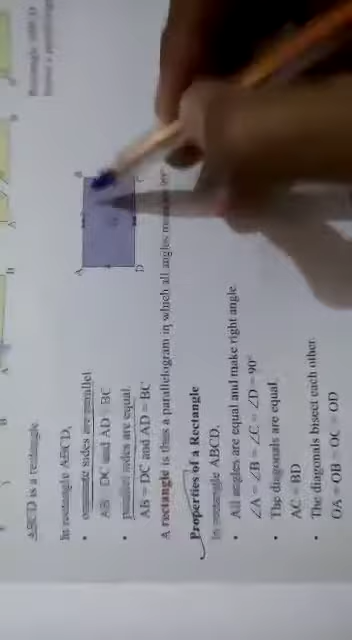 ABCD is a rectangle.
In rectangle ABCD,
• opposite sides are parallel
AB DC and AD BC
• parallel sides are equal.
AB = DC and AD = BC
A rectangle is thus a parallelogram in which all angles 90°
Properties of a Rectangle
In rectangle ABCD,
• All angles are equal and make right angle.
∠A = ∠B = ∠C = ∠D = 90°
• The diagonals are equal.
AC = BD
• The diagonals bisect each other.
OA = OB = OC = OD
A
D